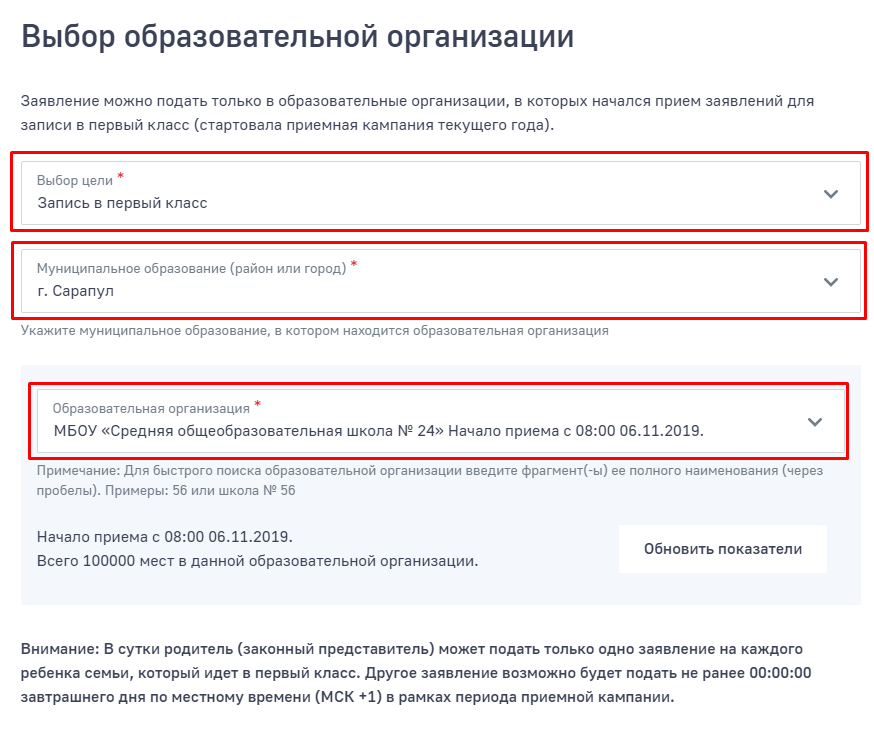 Выбор образовательной организации
Заявление можно подать только в образовательные организации, в которых начался прием заявлений для
записи в первый класс (стартовала приемная кампания текущего года).
Выбор цели *
Запись в первый класс
Муниципальное образование (район или город) *
г. Сарапул
Укажите муниципальное образование, в котором находится образовательная организация
Образовательная организация *
МБОУ «Средняя общеобразовательная школа № 24» Начало приема с 08:00 06.11.2019.
Примечание: Для быстрого поиска образовательной организации введите фрагмент(-ы) ее полного наименования (через
пробелы). Примеры: 56 или школа № 56
Начало приема с 08:00 06.11.2019.
Всего 100000 мест в данной образовательной организации.
Обновить показатели
Внимание: В сутки родитель (законный представитель) может подать только одно заявление на каждого
ребенка семьи, который идет в первый класс. Другое заявление возможно будет подать не ранее 00:00:00
завтрашнего дня по местному времени (МСК +1) в рамках периода приемной кампании.